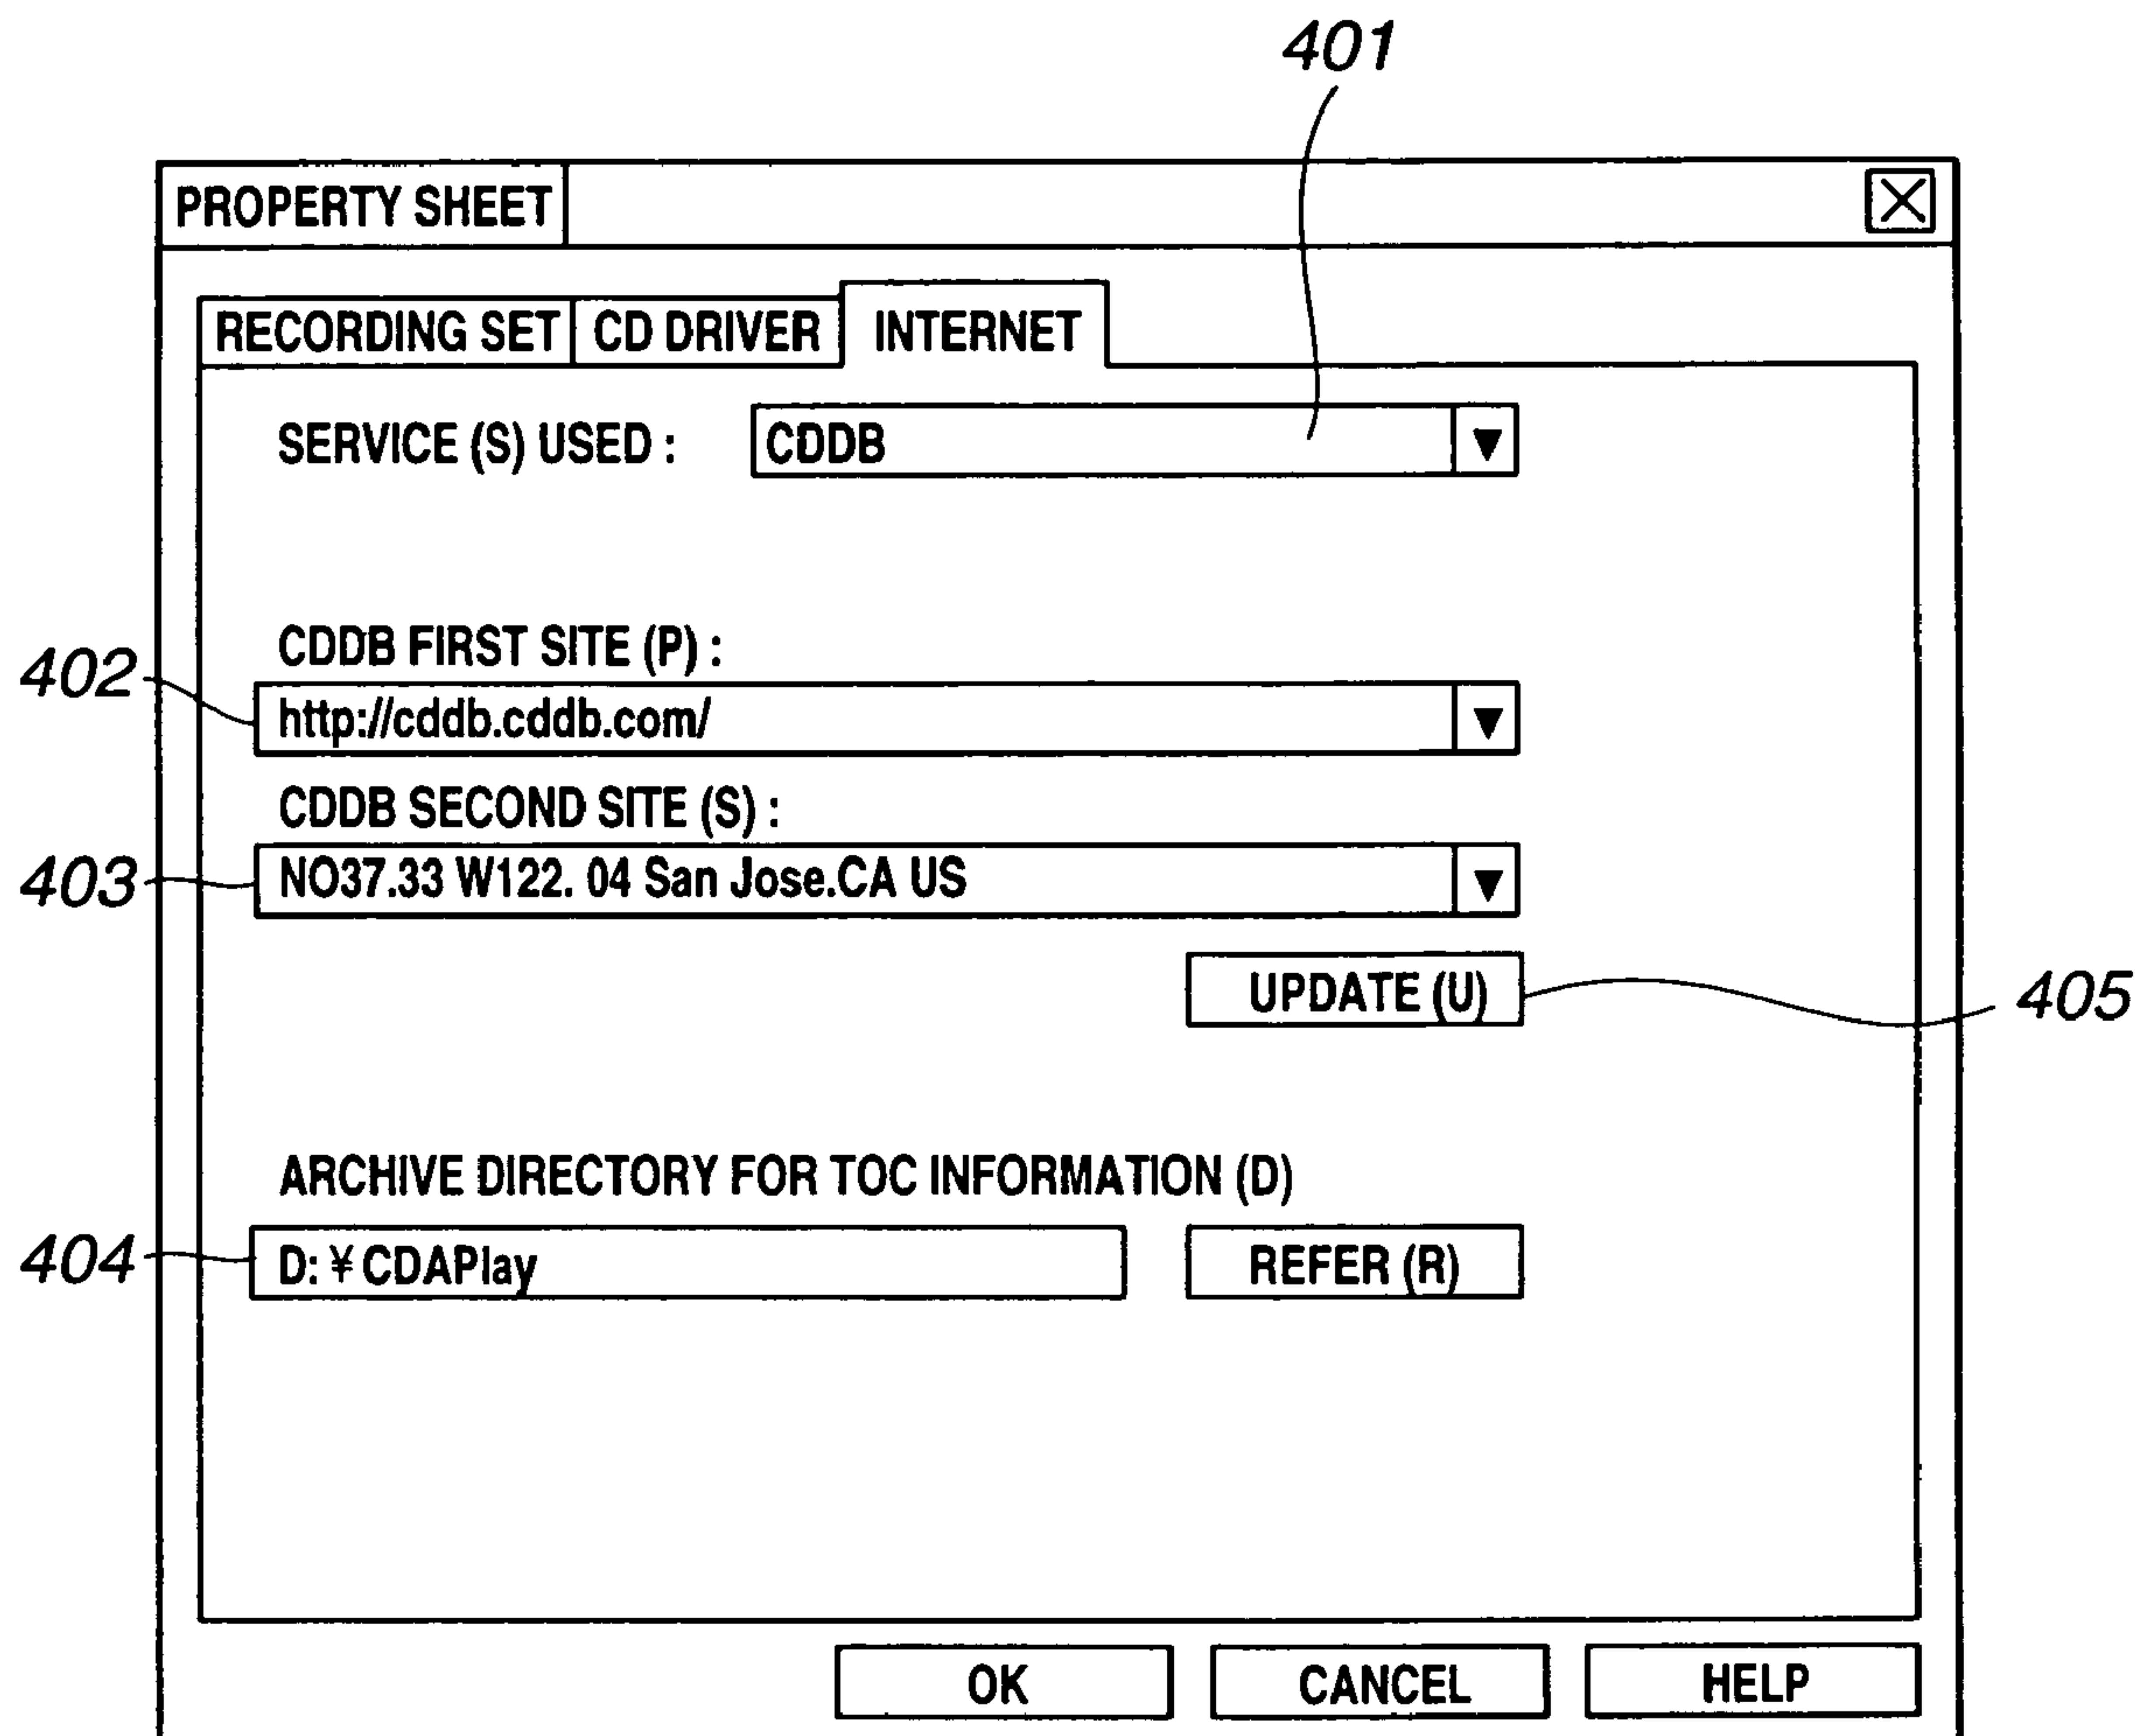 401
PROPERTY SHEET
RECORDING SET CD DRIVER INTERNET
SERVICE (S) USED : CDDB
CDDB FIRST SITE (P) :
402
http://cddb.cddb.com/
CDDB SECOND SITE (S) :
403
NO37.33 W122. 04 San Jose.CA US
UPDATE (U)
405
ARCHIVE DIRECTORY FOR TOC INFORMATION (D)
404
D: ¥ CDAPlay REFER (R)
OK CANCEL HELP